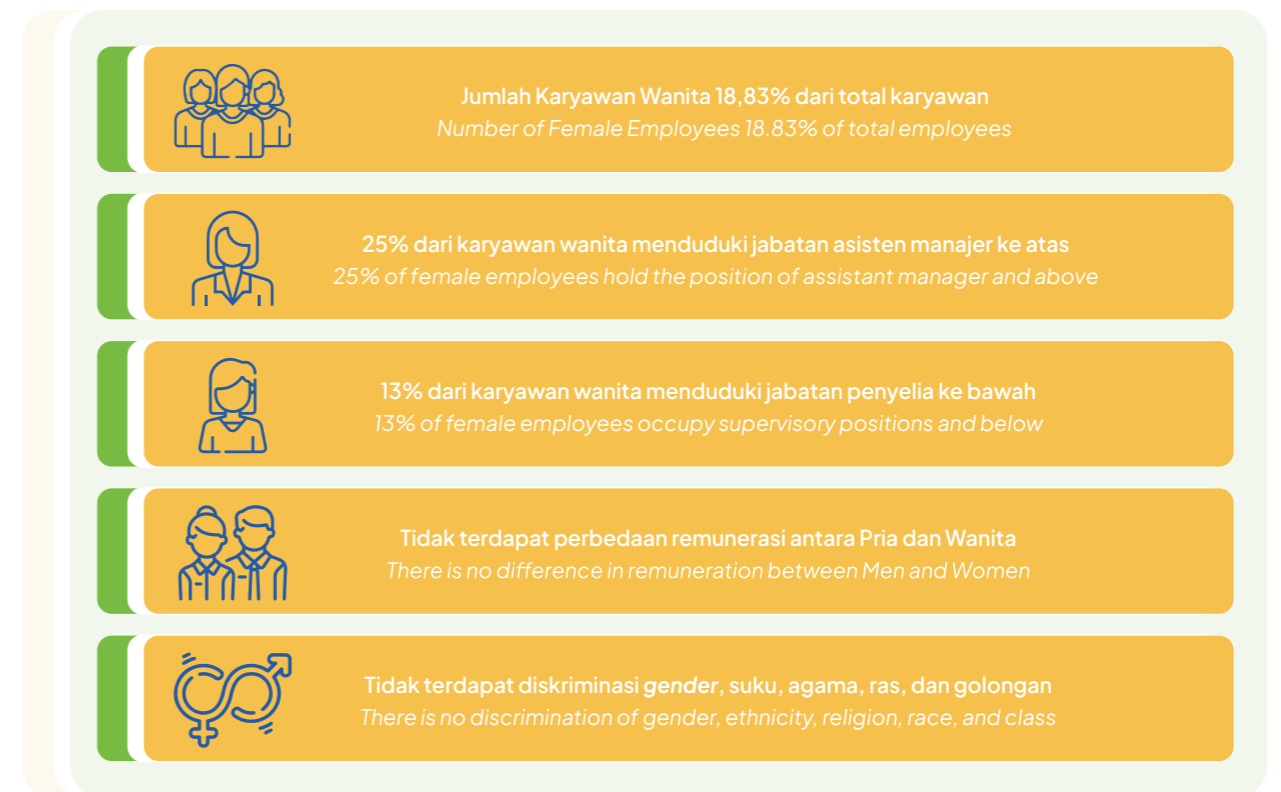 Jumlah Karyawan Wanita 18,83% dari total karyawan
Number of Female Employees 18.83% of total employees
25% dari karyawan wanita menduduki jabatan asisten manajer ke atas
25% of female employees hold the position of assistant manager and above
13% dari karyawan wanita menduduki jabatan penyelia ke bawah
13% of female employees occupy supervisory positions and below
Tidak terdapat perbedaan remunerasi antara Pria dan Wanita
There is no difference in remuneration between Men and Women
Tidak terdapat diskriminasi gender, suku, agama, ras, dan golongan
There is no discrimination of gender, ethnicity, religion, race, and class